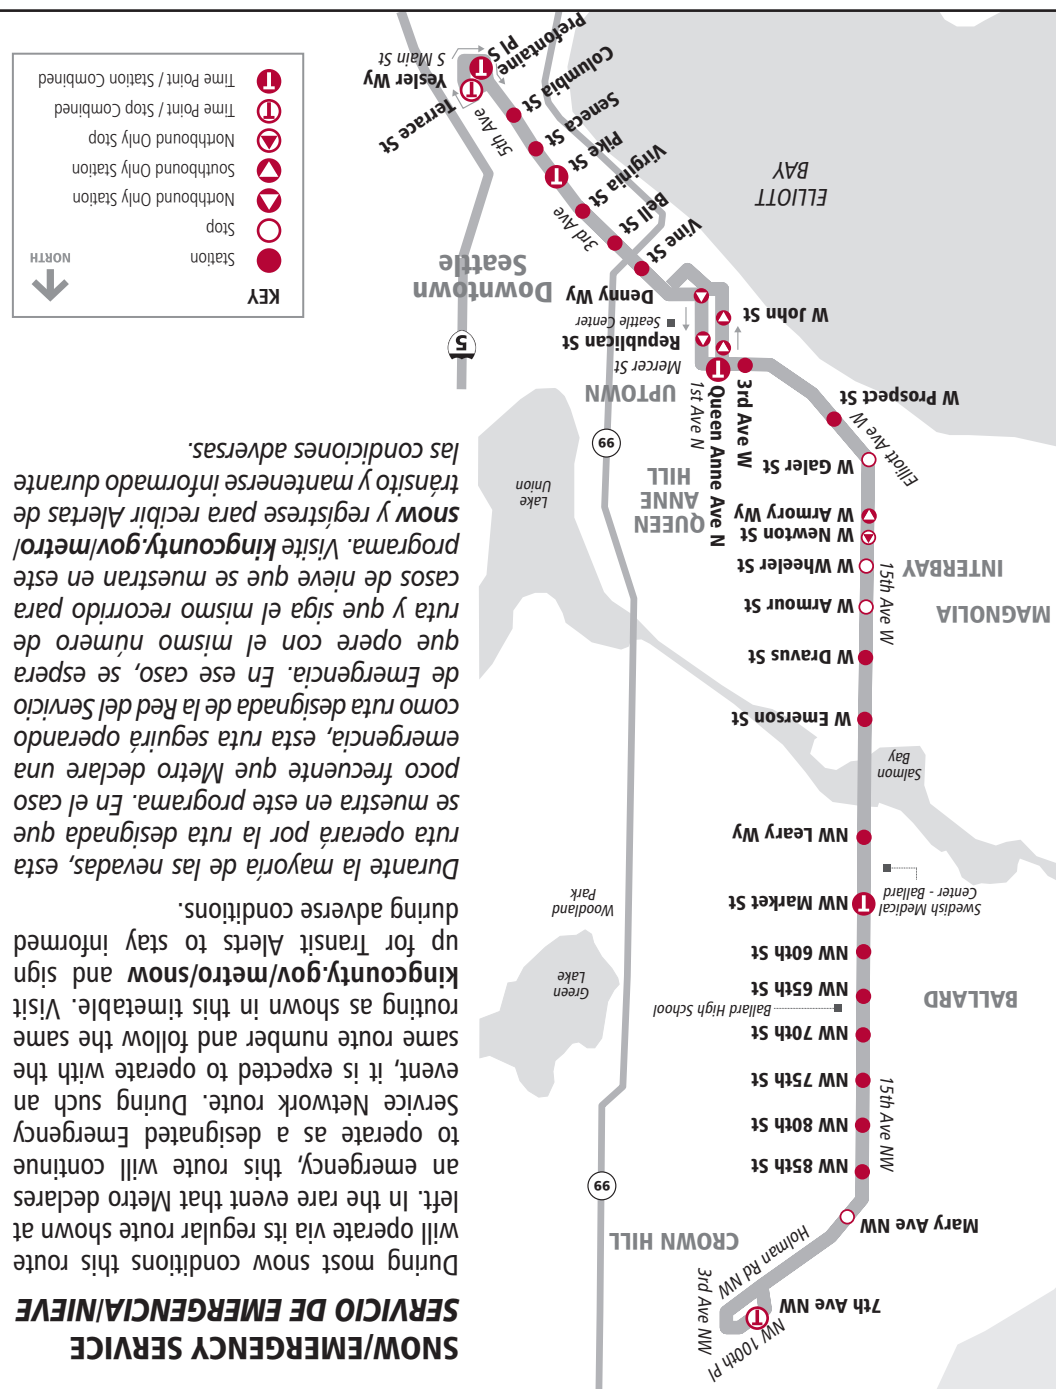 SNOW/EMERGENCY SERVICE
SERVICIO DE EMERGENCIA/NIEVE
During most snow conditions this route
will operate via its regular route shown at
left. In the rare event that Metro declares
an emergency, this route will continue
to operate as a designated Emergency
Service Network route. During such an
event, it is expected to operate with the
same route number and follow the same
routing as shown in this timetable. Visit
kingcounty.gov/metro/snow and sign
up for Transit Alerts to stay informed
during adverse conditions.
Durante la mayoría de las nevadas, esta
ruta operará por la ruta designada que
se muestra en este programa. En el caso
poco frecuente que Metro declare una
emergencia, esta ruta seguirá operando
como ruta designada de la Red del Servicio
de Emergencia. En ese caso, se espera
que opere con el mismo número de
ruta y que siga el mismo recorrido para
casos de nieve que se muestran en este
programa. Visite kingcounty.gov/metro/
snow y regístrese para recibir Alertas de
tránsito y mantenerse informado durante
las condiciones adversas.
NW 100th Pl
7th Ave NW
3rd Ave NW
Holman Rd NW
CROWN HILL
Mary Ave NW
99
NW 85th St
15th Ave NW
NW 80th St
NW 75th St
NW 70th St
Ballard High School
NW 65th St
BALLARD
Green
Lake
NW 60th St
NW Market St
Swedish Medical
Center - Ballard
Woodland
Park
NW Leary Wy
Salmon
Bay
W Emerson St
W Dravus St
MAGNOLIA
W Armour St
15th Ave W
INTERBAY
W Wheeler St
W Newton St
W Armory Wy
QUEEN
ANNE
HILL
Lake
Union
W Galer St
Elliott Ave W
99
W Prospect St
3rd Ave W
Queen Anne Ave N
1st Ave N
UPTOWN
Mercer St
Republican St
Seattle Center
W John St
Denny Wy
5
Downtown
Seattle
Vine St
Bell St
3rd Ave
Virginia St
Pike St
Seneca St
Columbia St
5th Ave
Terrace St
Prefontaine
Pl S
Yesler Wy
S Main St
ELLIOTT
BAY
KEY
NORTH
Station
Stop
Northbound Only Station
Southbound Only Station
Northbound Only Stop
Time Point / Stop Combined
Time Point / Station Combined